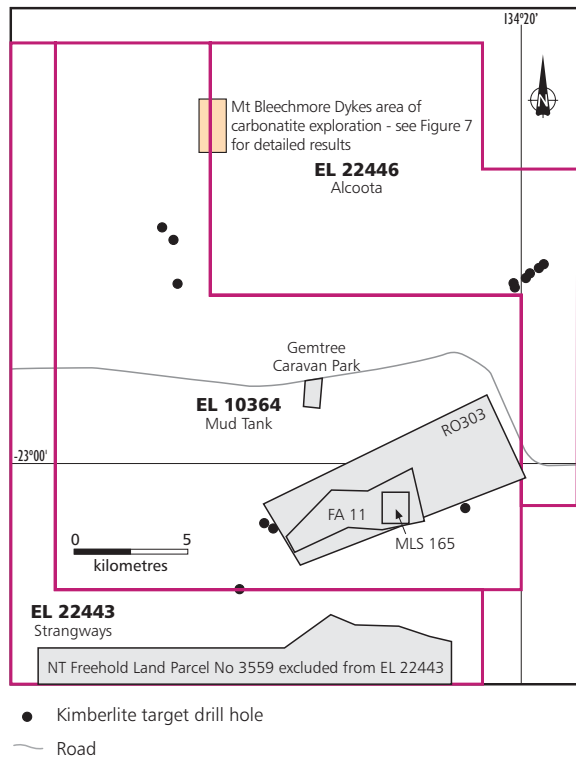 134°20'
N
Mt Bleechmore Dykes area of
carbonatite exploration - see Figure 7
for detailed results
EL 22446
Alcoota
Gemtree
Caravan Park
EL 10364
Mud Tank
RO303
-23°00'
FA 11
MLS 165
0 5
kilometres
EL 22443
Strangways
NT Freehold Land Parcel No 3559 excluded from EL 22443
Kimberlite target drill hole
Road